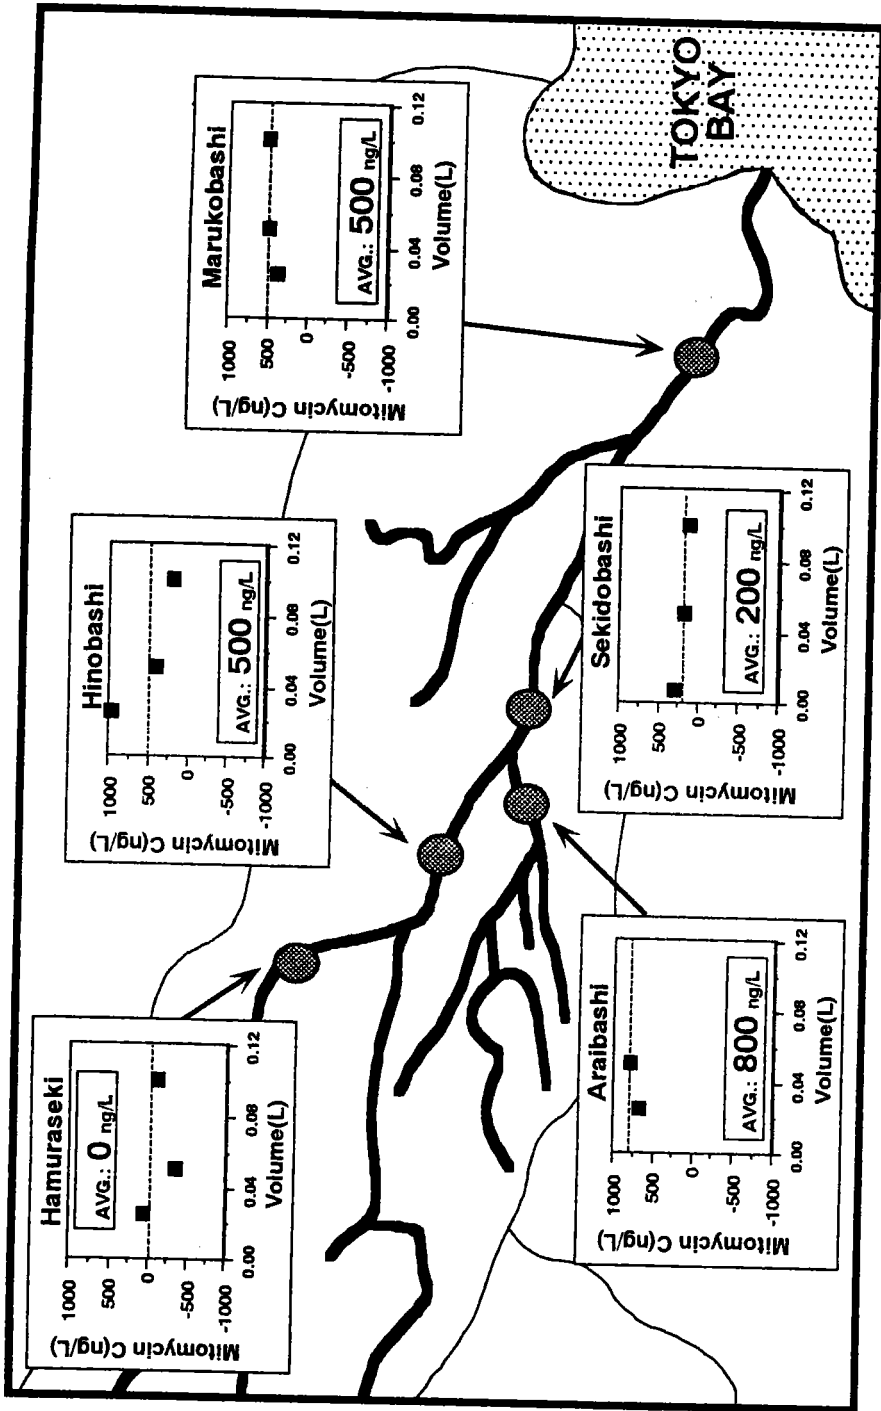 Hamuraseki
AVG.: 0 ng/L
Mitomycin C(ng/L)
1000
500
0
-500
-1000
0.00
0.04
0.08
0.12
Volume(L)
Hinobashi
AVG.: 500 ng/L
Mitomycin C(ng/L)
1000
500
0
-500
-1000
0.00
0.04
0.08
0.12
Volume(L)
Marukobashi
AVG.: 500 ng/L
Mitomycin C(ng/L)
1000
500
0
-500
-1000
0.00
0.04
0.08
0.12
Volume(L)
Araibashi
AVG.: 800 ng/L
Mitomycin C(ng/L)
1000
500
0
-500
-1000
0.00
0.04
0.08
0.12
Volume(L)
Sekidobashi
AVG.: 200 ng/L
Mitomycin C(ng/L)
1000
500
0
-500
-1000
0.00
0.04
0.08
0.12
Volume(L)
TOKYO
BAY